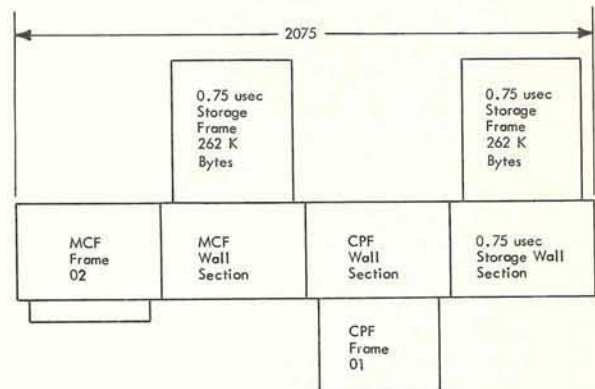 2075
0.75 usec
Storage
Frame
262 K
Bytes
0.75 usec
Storage
Frame
262 K
Bytes
MCF
Frame
02
MCF
Wall
Section
CPF
Wall
Section
0.75 usec
Storage Wall
Section
CPF
Frame
01